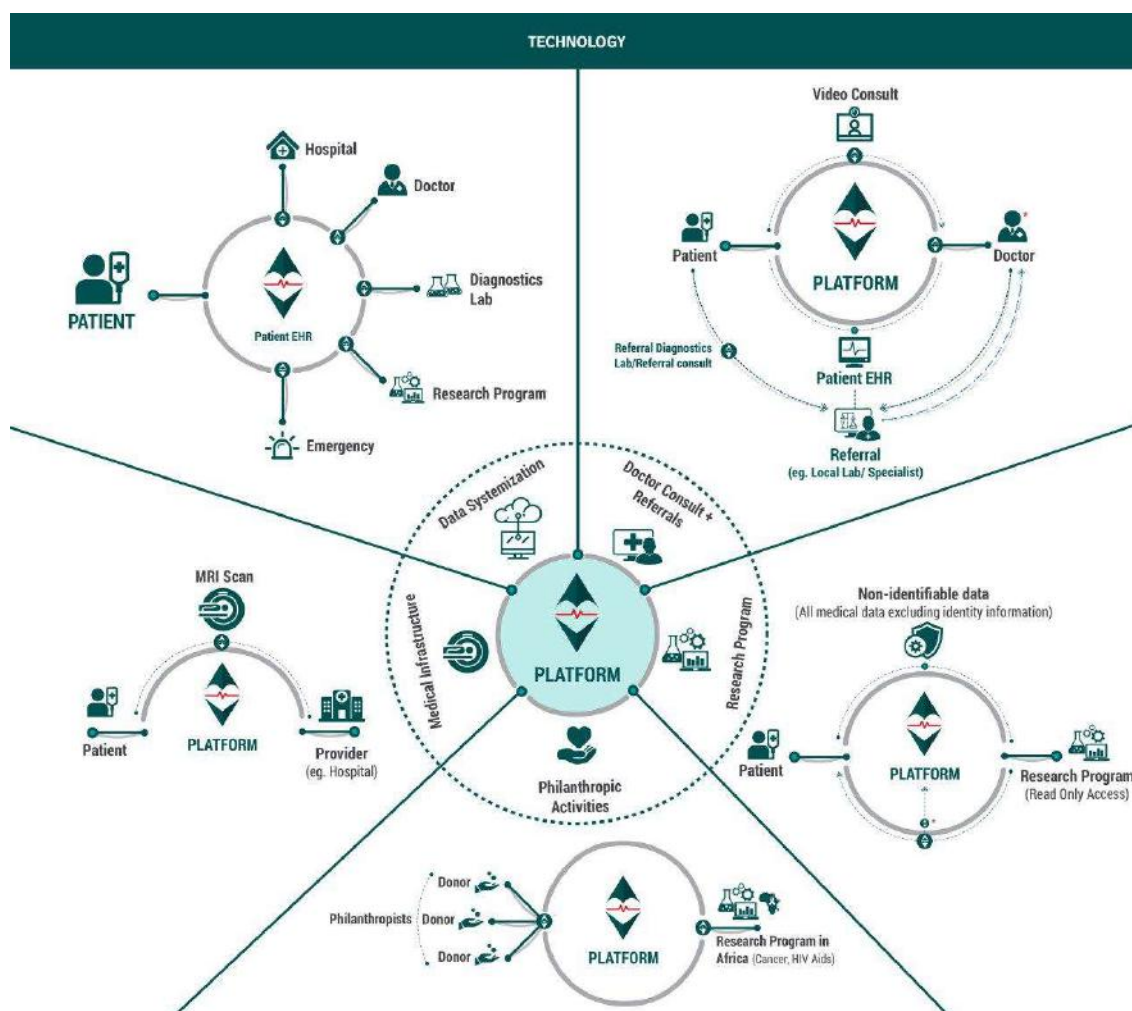 TECHNOLOGY
Hospital
Doctor
Diagnostics
Lab
Research Program
Emergency
PATIENT
Patient EHR
Video Consult
Patient
Doctor
PLATFORM
Referral Diagnostics
Lab/Referral consult
Patient EHR
Referral
(eg. Local Lab/ Specialist)
Data Systemization
Doctor Consult +
Referrals
Medical Infrastructure
Research Program
PLATFORM
Philanthropic
Activities
MRI Scan
Patient
PLATFORM
Provider
(eg. Hospital)
Non-identifiable data
(All medical data excluding identity information)
Patient
PLATFORM
Research Program
(Read Only Access)
Philanthropists
Donor
Donor
Donor
PLATFORM
Research Program in
Africa (Cancer, HIV Aids)